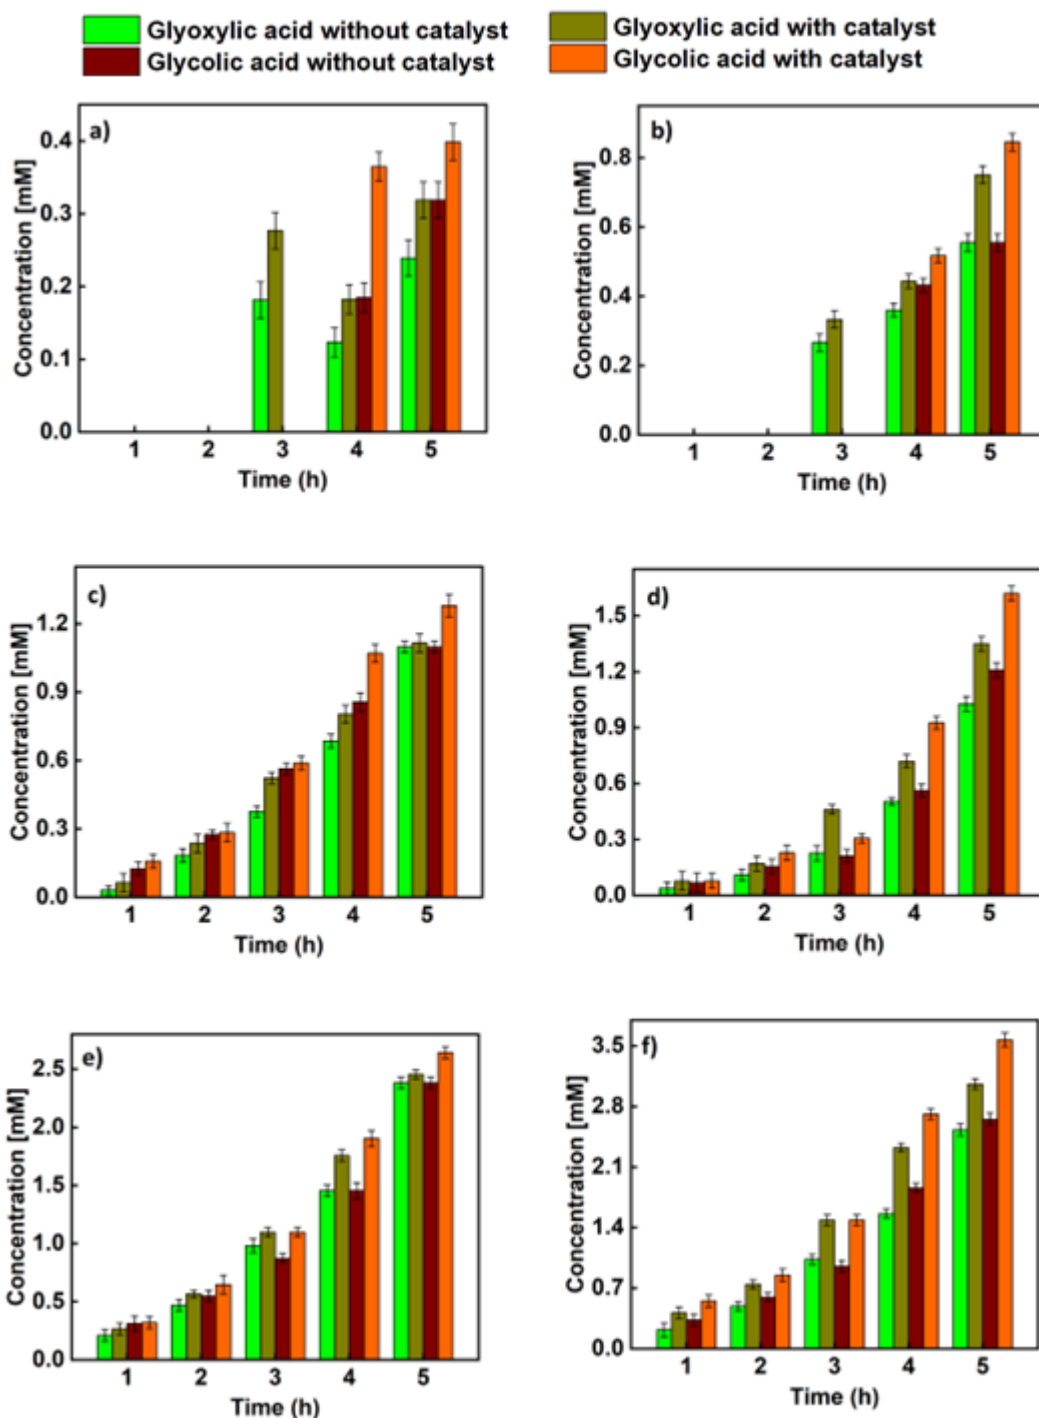 Glyoxylic acid without catalyst
Glycolic acid without catalyst
Glyoxylic acid with catalyst
Glycolic acid with catalyst
a)
Concentration [mM]
0.4
0.3
0.2
0.1
0.0
1 2 3 4 5
Time (h)
b)
Concentration [mM]
0.8
0.6
0.4
0.2
0.0
1 2 3 4 5
Time (h)
c)
Concentration [mM]
1.2
0.9
0.6
0.3
0.0
1 2 3 4 5
Time (h)
d)
Concentration [mM]
1.5
1.2
0.9
0.6
0.3
0.0
1 2 3 4 5
Time (h)
e)
Concentration [mM]
2.5
2.0
1.5
1.0
0.5
0.0
1 2 3 4 5
Time (h)
f)
Concentration [mM]
3.5
2.8
2.1
1.4
0.7
0.0
1 2 3 4 5
Time (h)